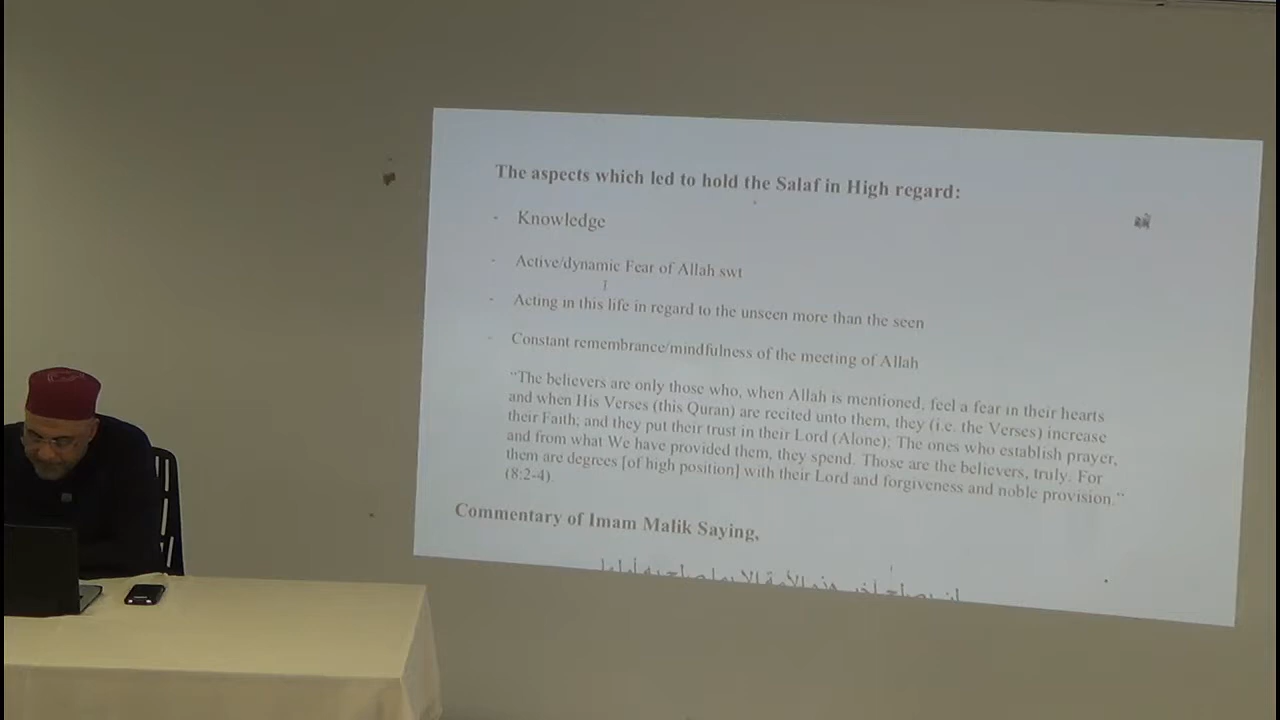 The aspects which led to hold the Salaf in High regard:
- Knowledge
- Active/dynamic Fear of Allah swt
- Acting in this life in regard to the unseen more than the seen
- Constant remembrance/mindfulness of the meeting of Allah
“The believers are only those who, when Allah is mentioned, feel a fear in their hearts
and when His Verses (this Quran) are recited unto them, they (i.e. the Verses) increase
their Faith; and they put their trust in their Lord (Alone); The ones who establish prayer,
and from what We have provided them, they spend. Those are the believers, truly. For
them are degrees [of high position] with their Lord and forgiveness and noble provision.”
(8:2-4).
Commentary of Imam Malik Saying,